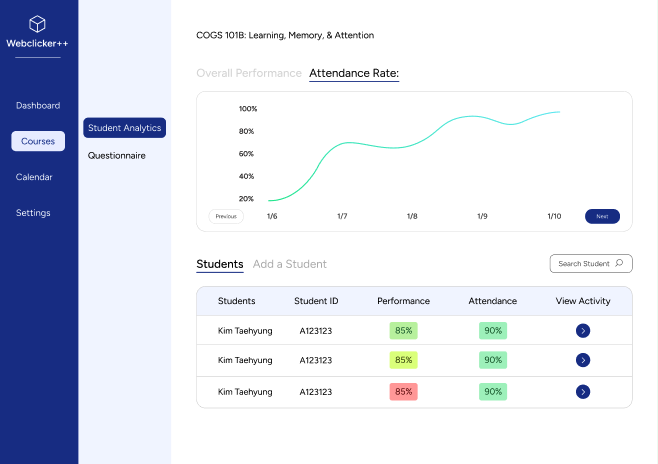 Webclicker++
Dashboard
Courses
Calendar
Settings
Student Analytics
Questionnaire
COGS 101B: Learning, Memory, & Attention
Overall Performance Attendance Rate:
100%
80%
60%
40%
20%
Previous 1/6 1/7 1/8 1/9 1/10 Next
Students Add a Student Search Student
Students Student ID Performance Attendance View Activity
Kim Taehyung A123123 85% 90%
Kim Taehyung A123123 85% 90%
Kim Taehyung A123123 85% 90%